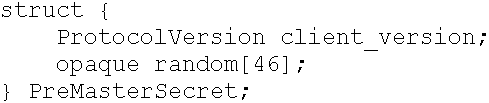 struct {
    ProtocolVersion client_version;
    opaque random[46];
} PreMasterSecret;